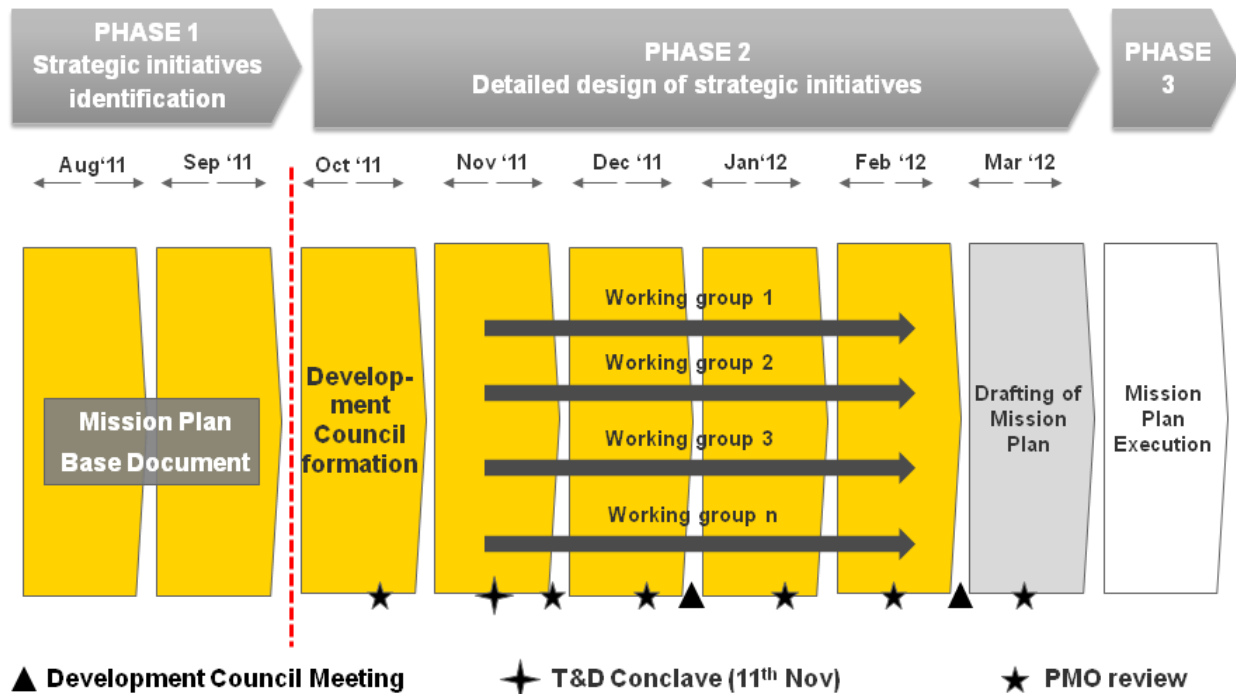 PHASE 1
Strategic initiatives
identification
PHASE 2
Detailed design of strategic initiatives
PHASE
3
Aug‘11
Sep ‘11
Oct ‘11
Nov ‘11
Dec ‘11
Jan‘12
Feb ‘12
Mar ‘12
Mission Plan
Base Document
Develop-
ment
Council
formation
Working group 1
Working group 2
Working group 3
Working group n
Drafting of
Mission
Plan
Mission
Plan
Execution
Development Council Meeting
T&D Conclave (11th Nov)
PMO review